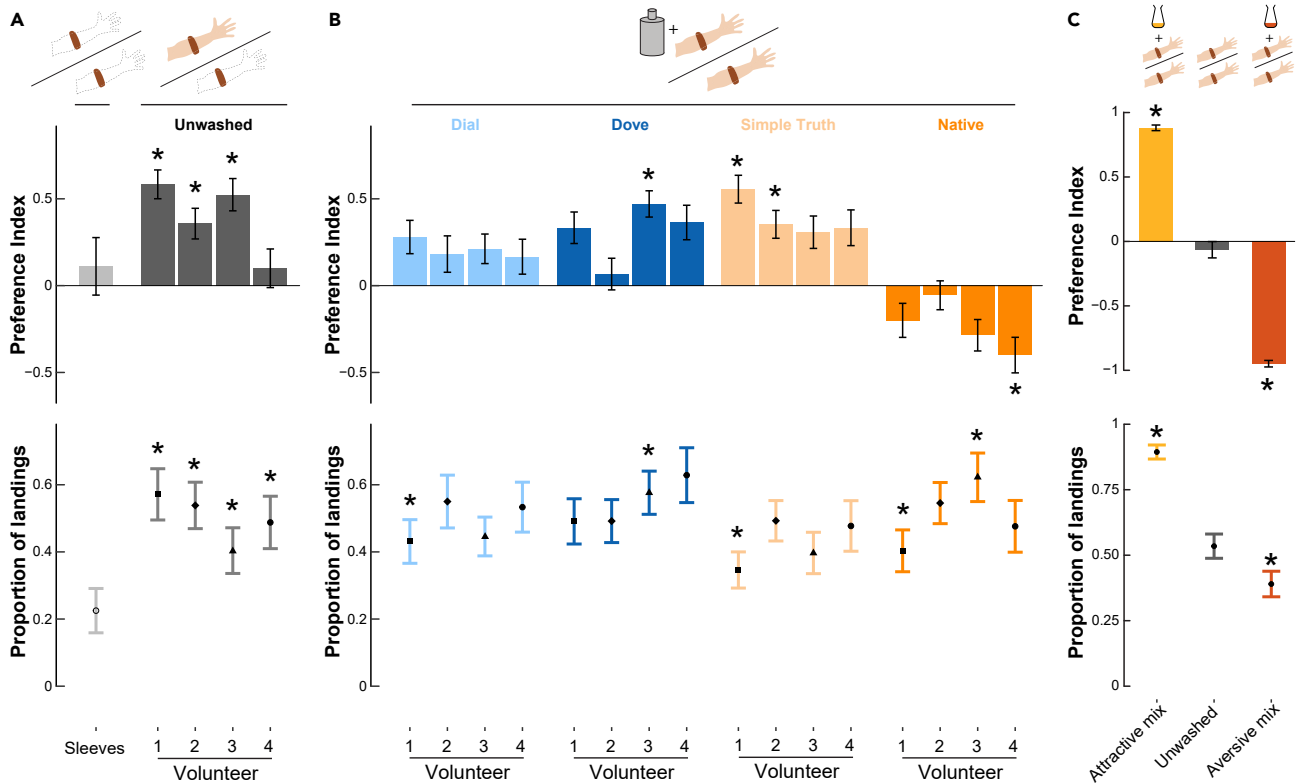 A
B
C
+
+
+
Unwashed
Dial
Dove
Simple Truth
Native
Preference Index
0.5
0
−0.5
* * *
Preference Index
0.5
0
−0.5
* * * *
Preference Index
1
0.5
0
−0.5
−1
* *
Proportion of landings
0.6
0.4
0.2
0
* * * *
Proportion of landings
0.6
0.4
0.2
0
* * * * *
Proportion of landings
1
0.75
0.50
0.25
0
* *
Sleeves
1 2 3 4
Volunteer
1 2 3 4
Volunteer
1 2 3 4
Volunteer
1 2 3 4
Volunteer
1 2 3 4
Volunteer
Attractive mix
Unwashed
Aversive mix